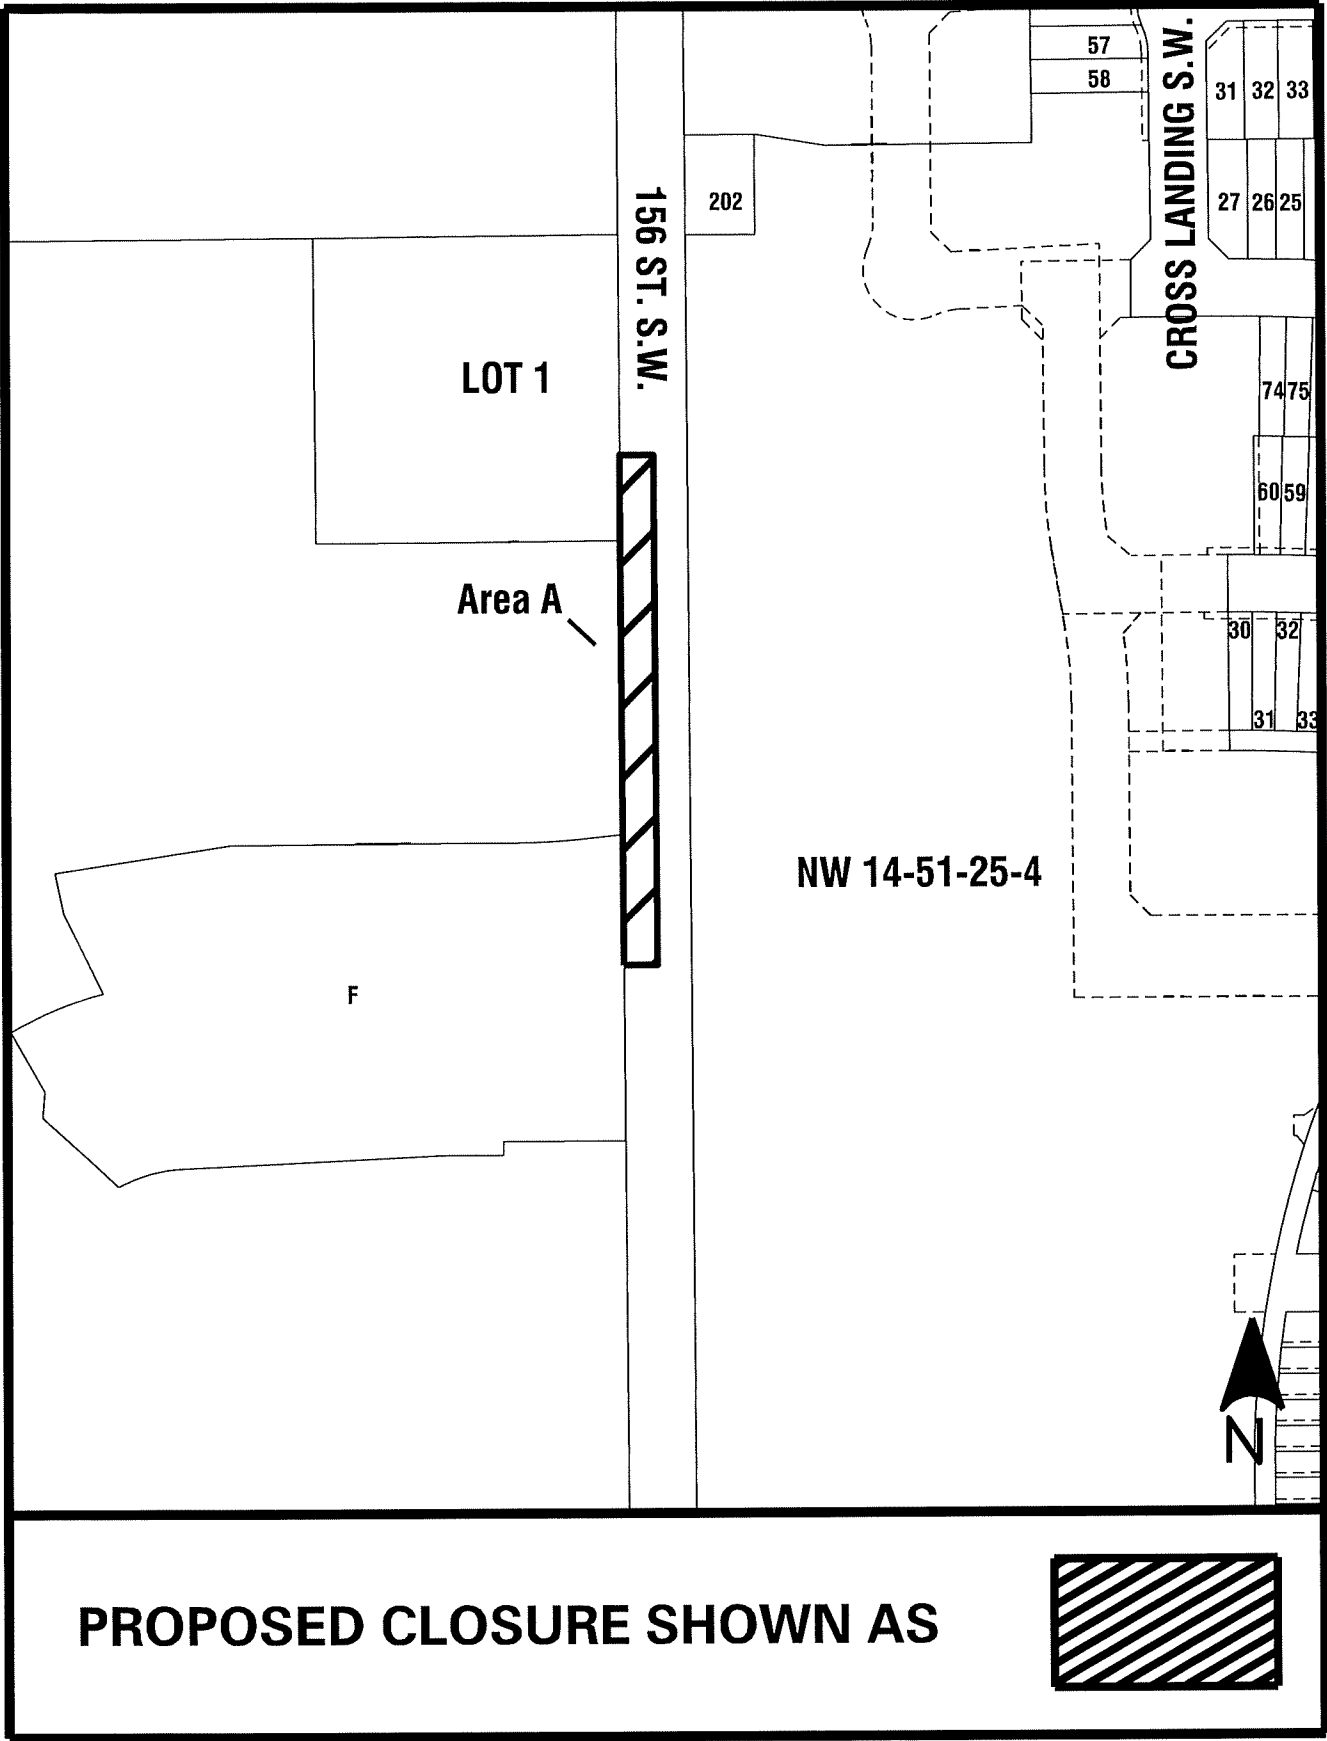 57
58
CROSS LANDING S.W.
31 32 33
202
27 26 25
156 ST. S.W.
LOT 1
74 75
60 59
Area A
30 32
31 33
NW 14-51-25-4
F
N
PROPOSED CLOSURE SHOWN AS